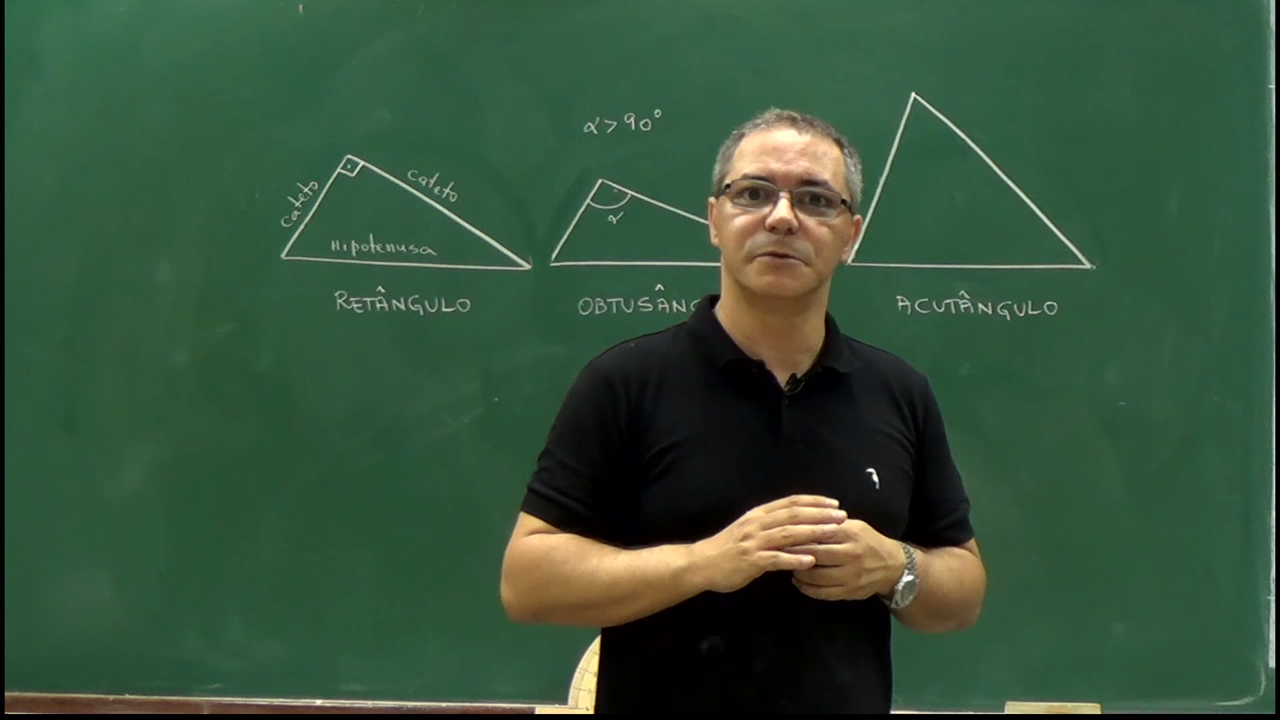 α > 90°
cateto
cateto
α
Hipotenusa
RETÂNGULO
OBTUSÂNG
ACUTÂNGULO